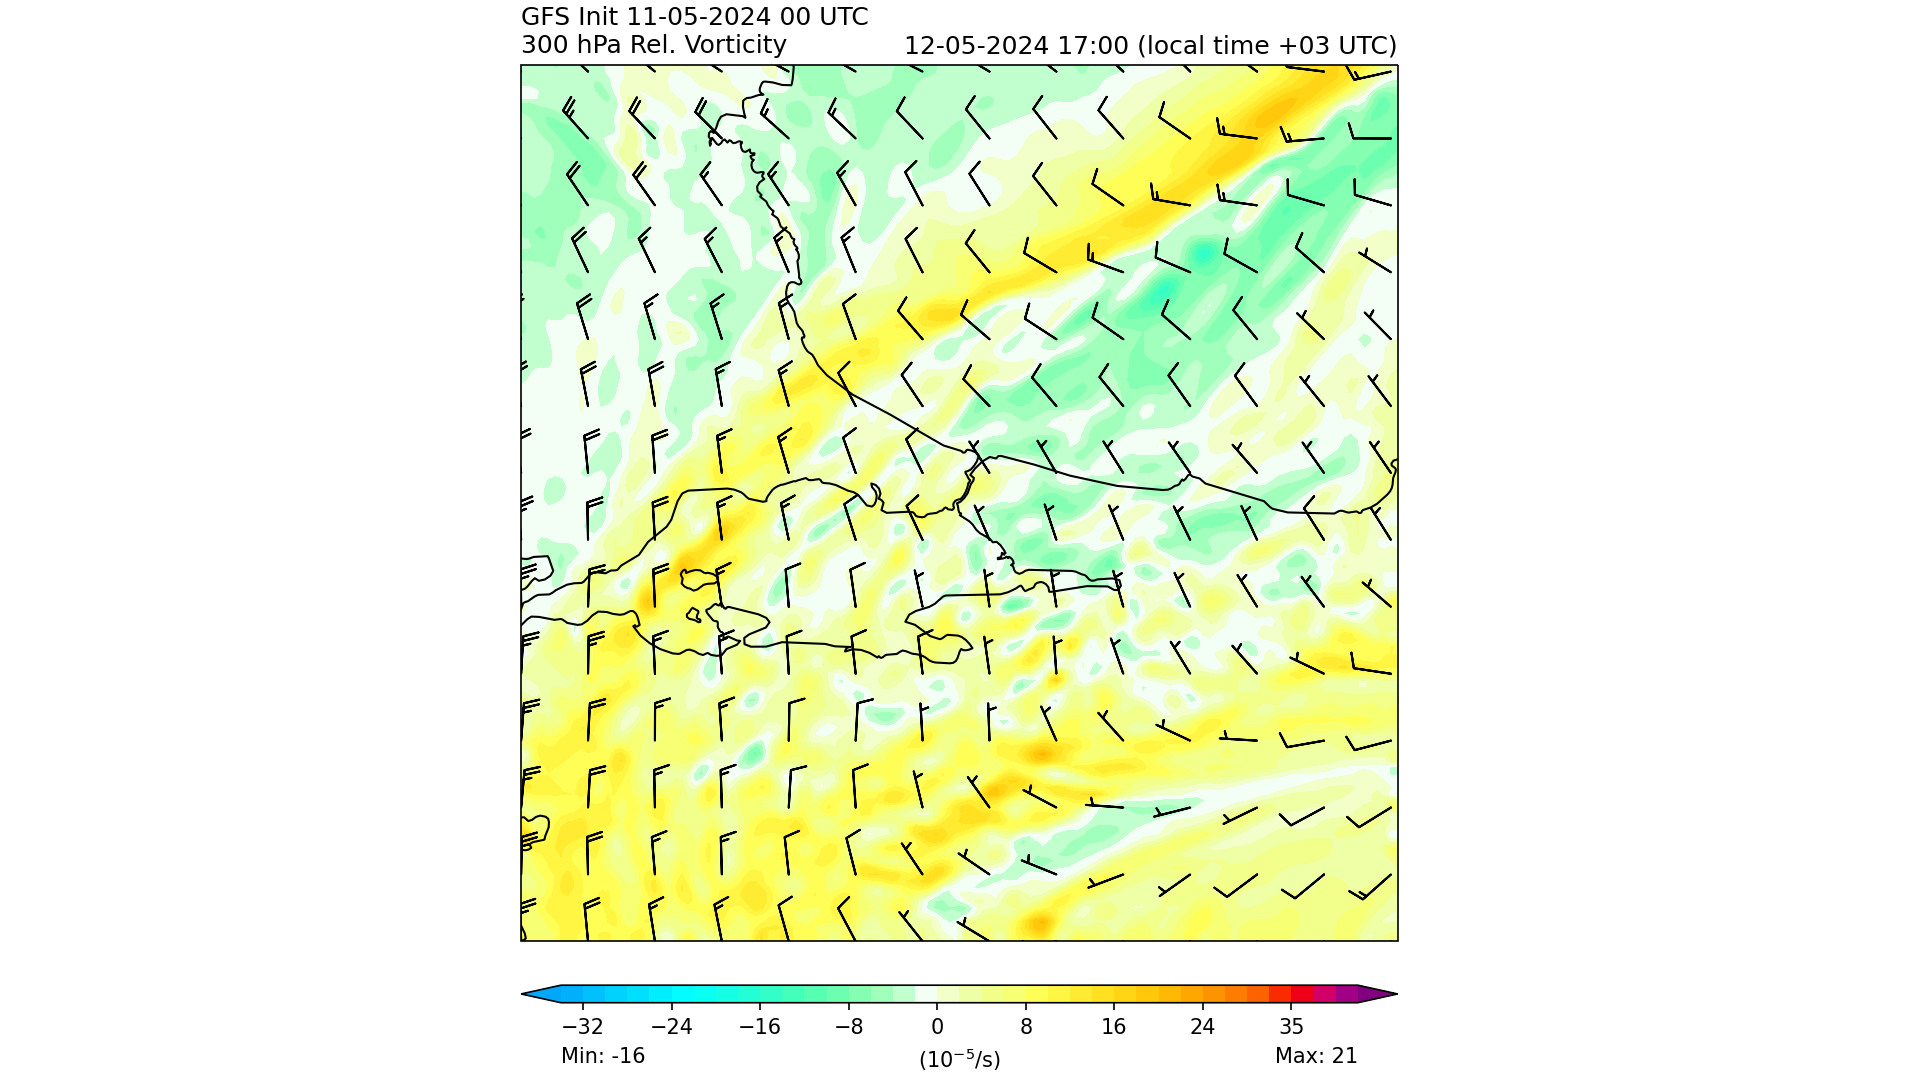 GFS Init 11-05-2024 00 UTC
300 hPa Rel. Vorticity
12-05-2024 17:00 (local time +03 UTC)
−32 −24 −16 −8 0 8 16 24 35
Min: -16 (10⁻⁵/s) Max: 21